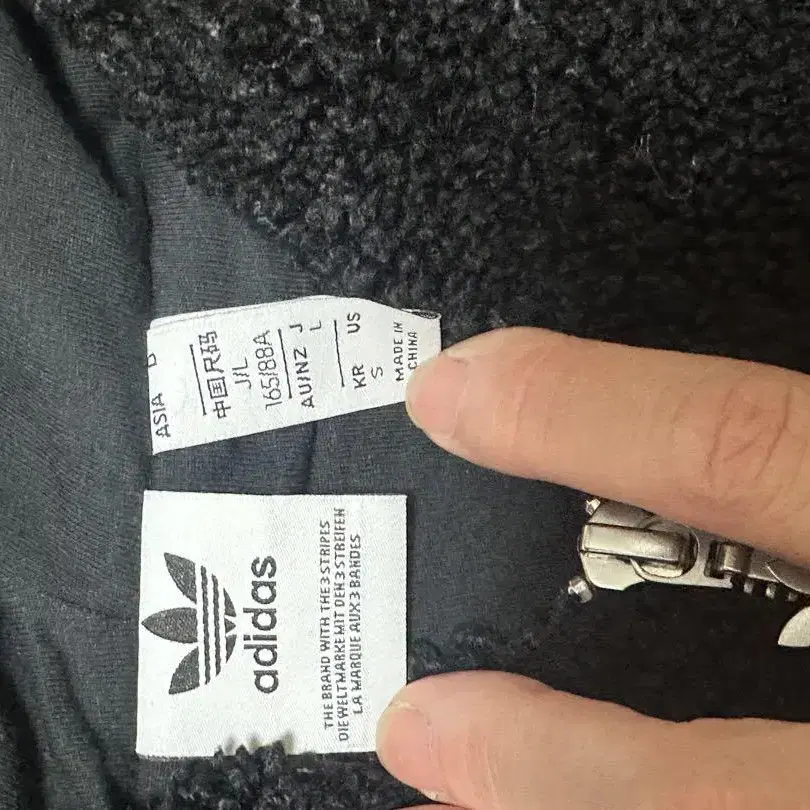 ASIA
中国尺码
J/L
165/88A
AU/NZ J
L
KR US
S
MADE IN
CHINA
adidas
THE BRAND WITH THE 3 STRIPES
DIE WELTMARKE MIT DEN 3 STREIFEN
LA MARQUE AUX 3 BANDES